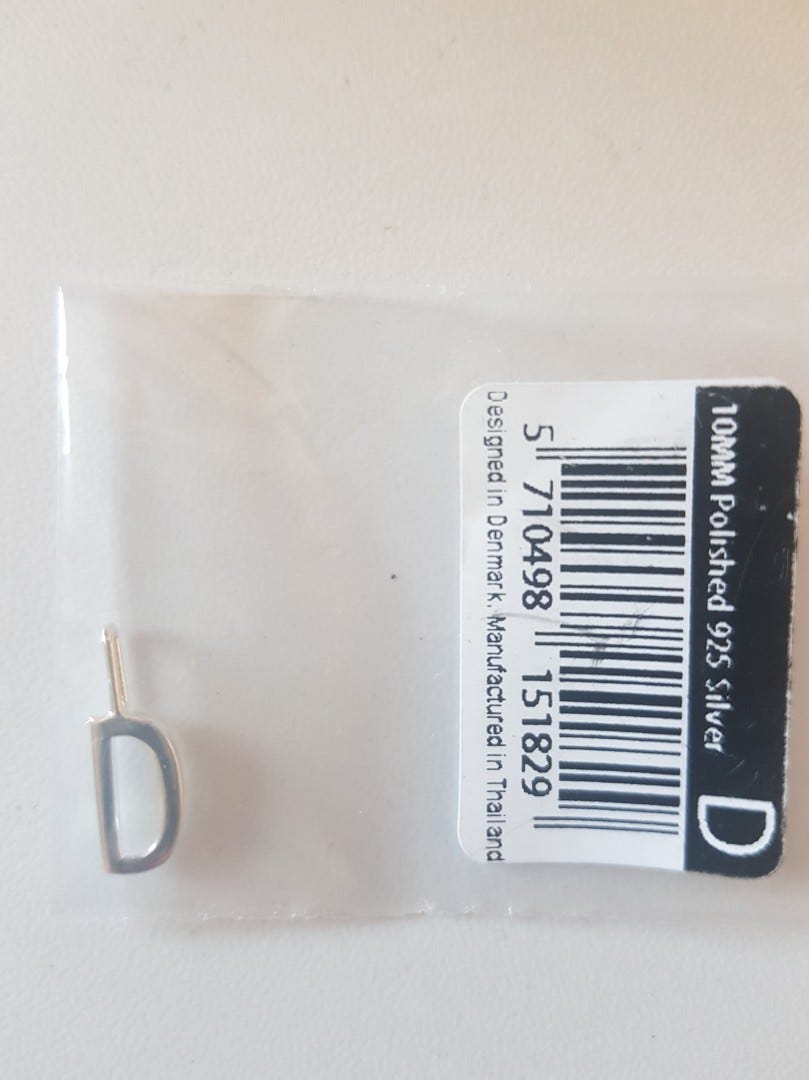 10MM Polished 925 Silver D
5 710498 151829
Designed in Denmark. Manufactured in Thailand